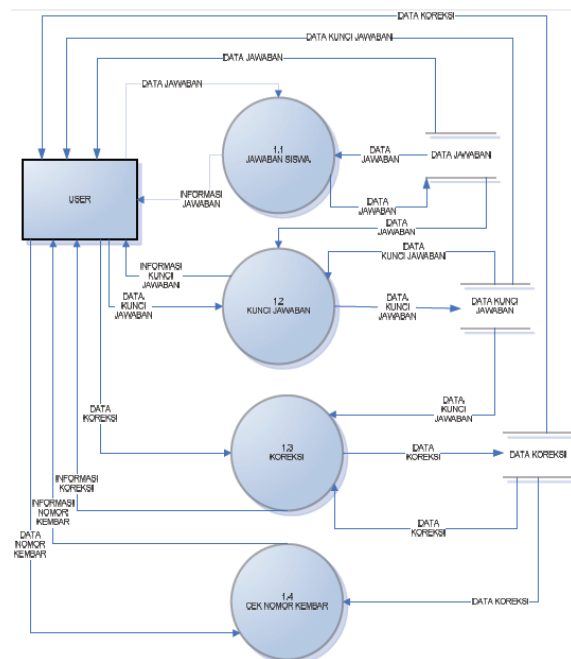 DATA KOREKSI
DATA KUNCI JAWABAN
DATA JAWABAN
DATA JAWABAN
1.1
JAWABAN SISWA
DATA
JAWABAN
DATA JAWABAN
INFORMASI
JAWABAN
DATA
JAWABAN
USER
DATA
JAWABAN
DATA
KUNCI JAWABAN
INFORMASI
KUNCI
JAWABAN
DATA
KUNCI
JAWABAN
1.2
KUNCI JAWABAN
DATA
KUNCI
JAWABAN
DATA KUNCI
JAWABAN
DATA
KUNCI
JAWABAN
DATA
KOREKSI
1.3
KOREKSI
DATA
KOREKSI
DATA KOREKSI
INFORMASI
KOREKSI
INFORMASI
NOMOR
KEMBAR
DATA
NOMOR
KEMBAR
DATA
KOREKSI
1.4
CEK NOMOR KEMBAR
DATA KOREKSI